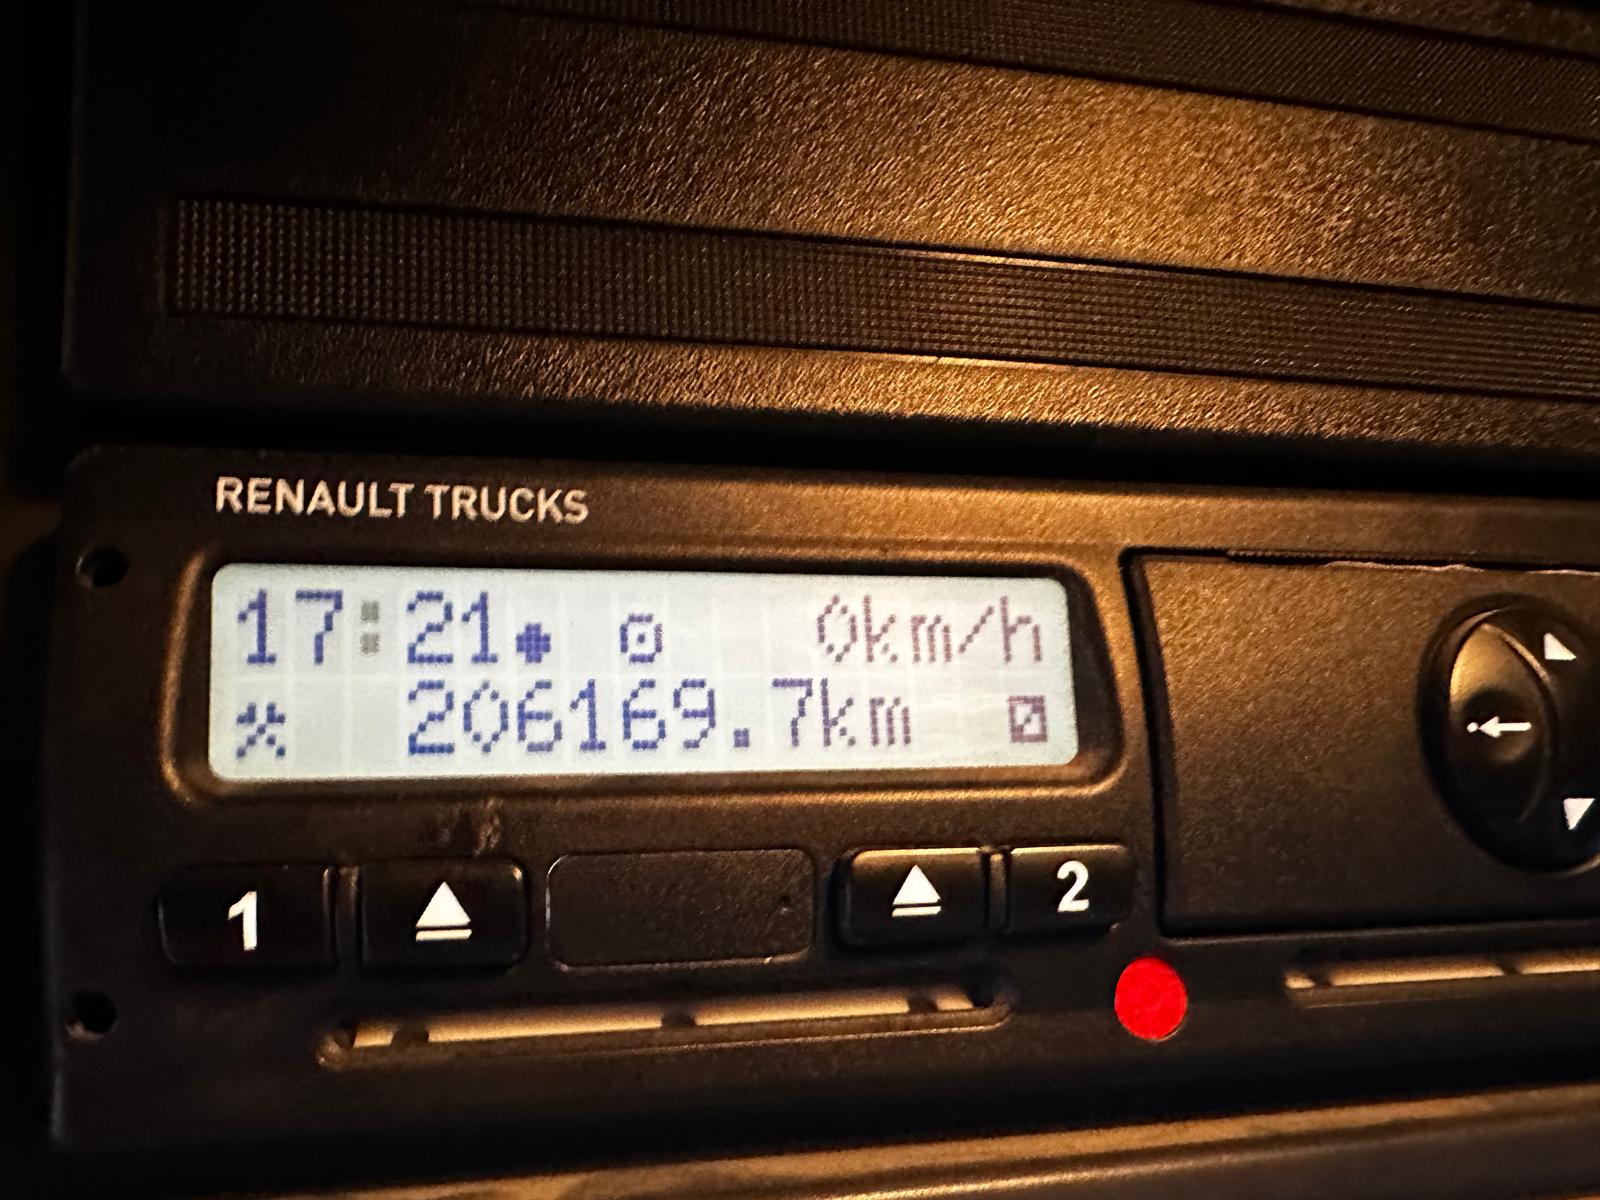 RENAULT TRUCKS
17:21 0km/h
206169.7km
1 2